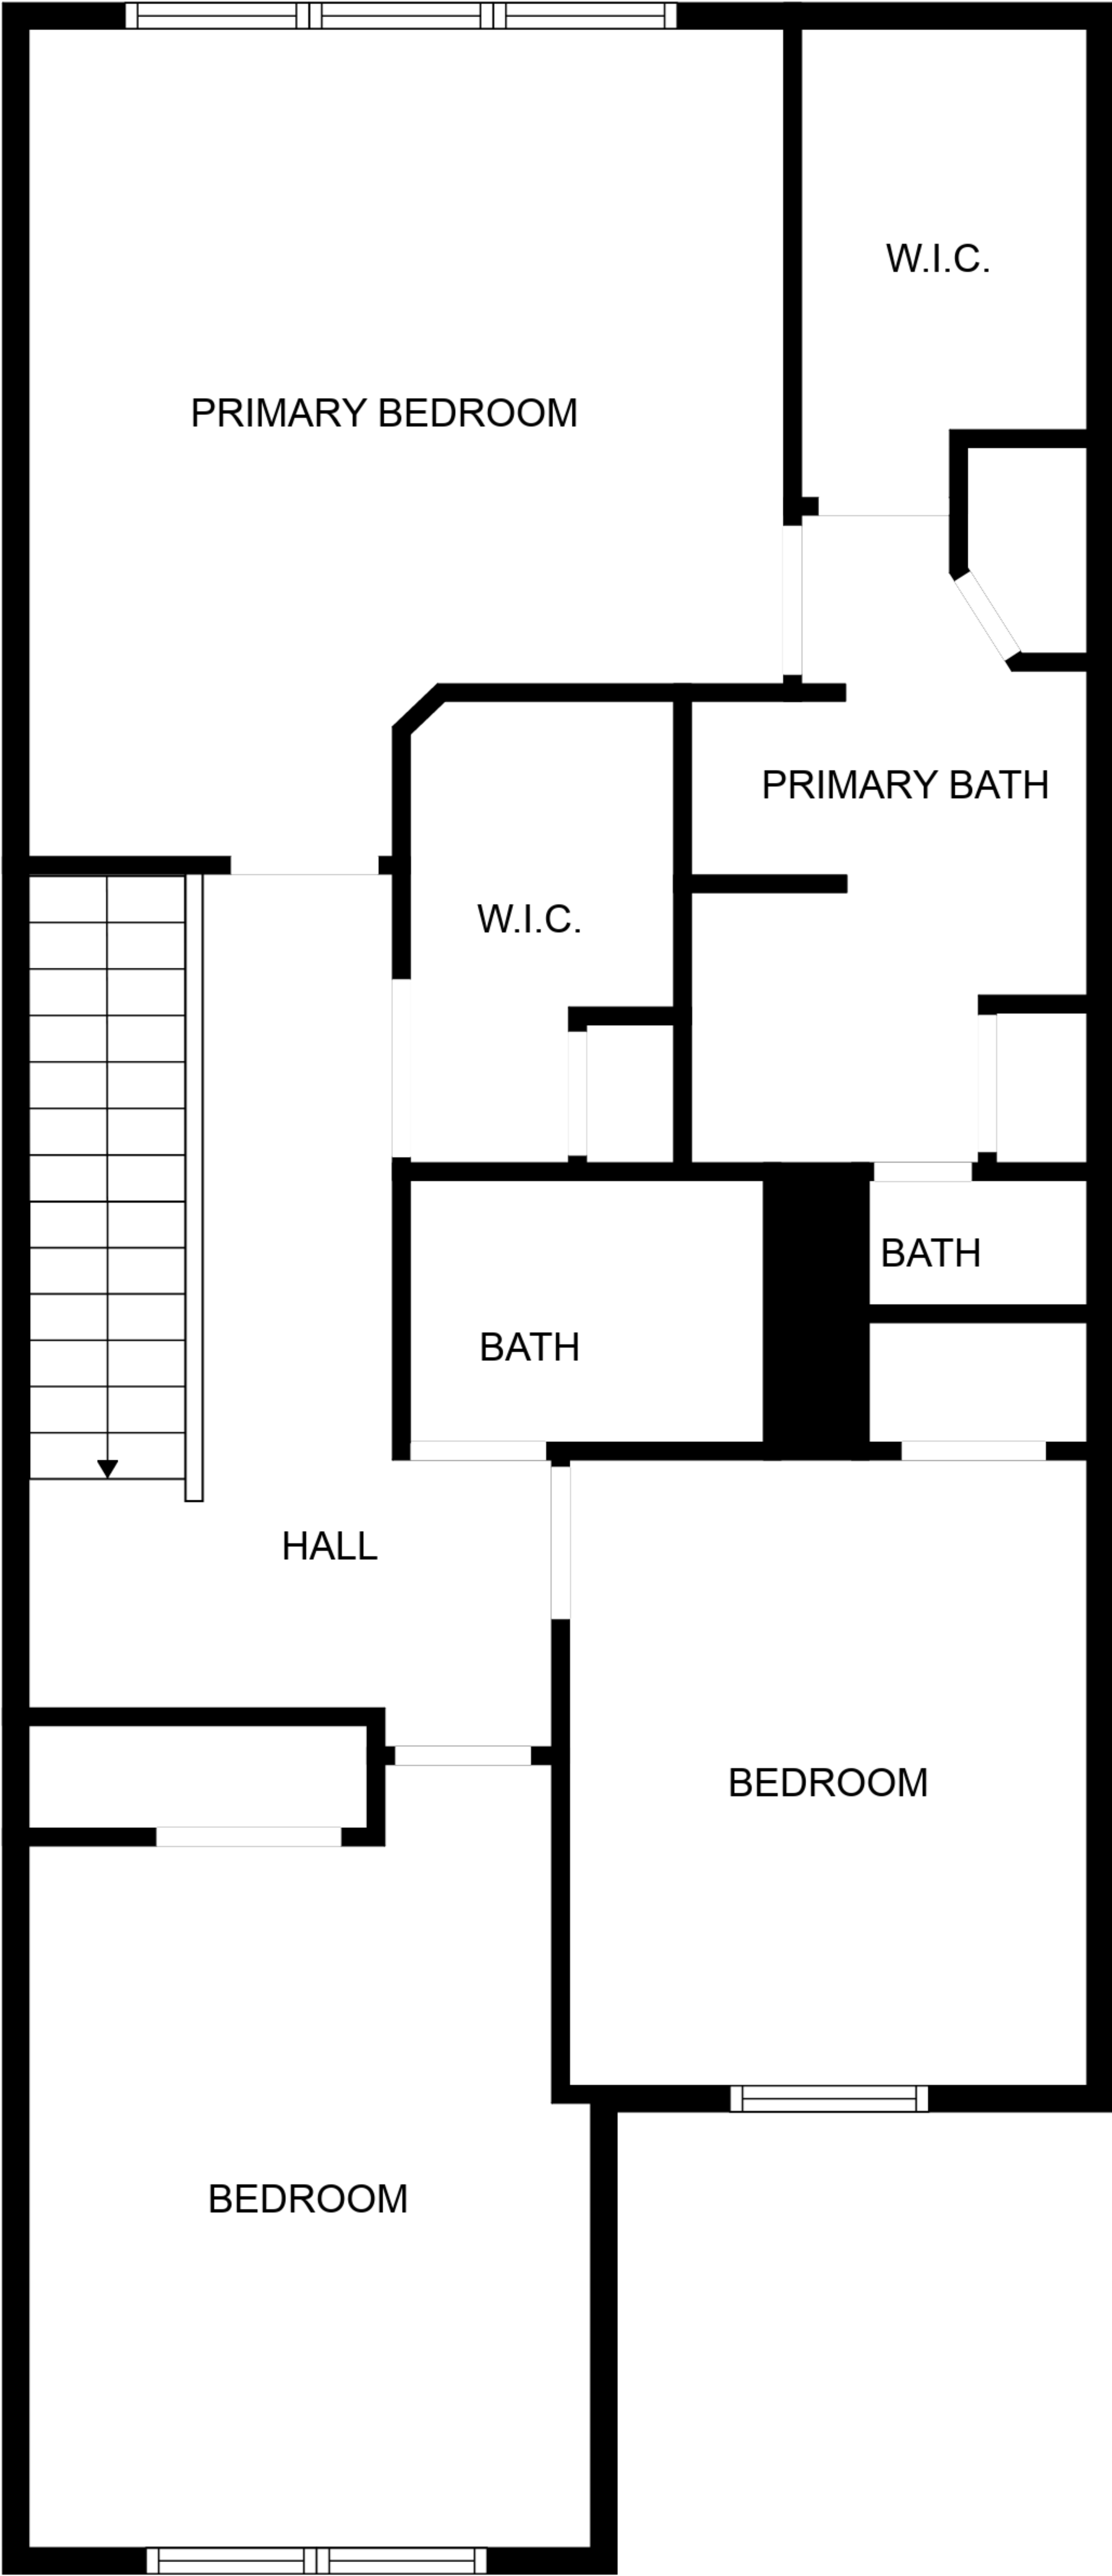 W.I.C.
PRIMARY BEDROOM
PRIMARY BATH
W.I.C.
BATH
BATH
HALL
BEDROOM
BEDROOM